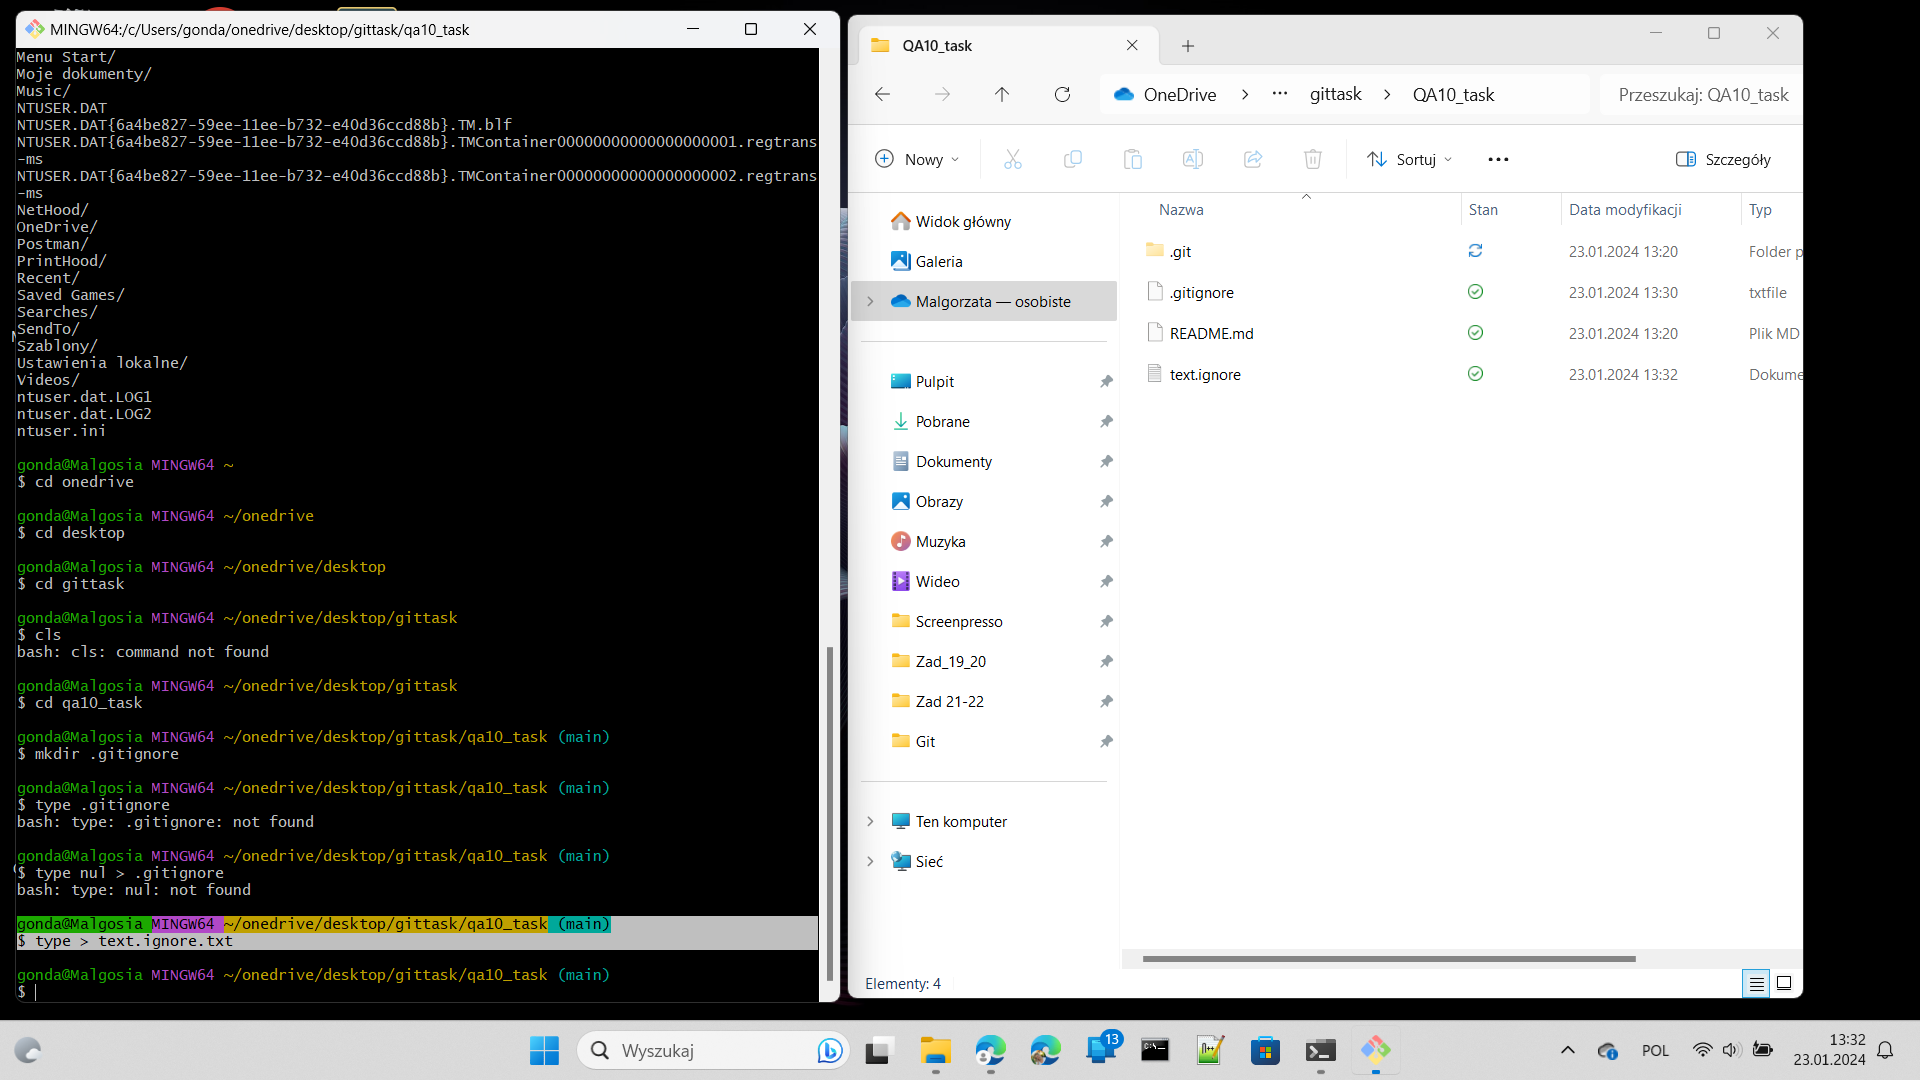 MINGW64:/c/Users/gonda/onedrive/desktop/gittask/qa10_task
Menu Start/
Moje dokumenty/
Music/
NTUSER.DAT
NTUSER.DAT{6a4be827-59ee-11ee-b732-e40d36ccd88b}.TM.blf
NTUSER.DAT{6a4be827-59ee-11ee-b732-e40d36ccd88b}.TMContainer00000000000000000001.regtrans
-ms
NTUSER.DAT{6a4be827-59ee-11ee-b732-e40d36ccd88b}.TMContainer00000000000000000002.regtrans
-ms
NetHood/
OneDrive/
Postman/
PrintHood/
Recent/
Saved Games/
Searches/
SendTo/
Szablony/
Ustawienia lokalne/
Videos/
ntuser.dat.LOG1
ntuser.dat.LOG2
ntuser.ini
gonda@Malgosia MINGW64 ~
$ cd onedrive
gonda@Malgosia MINGW64 ~/onedrive
$ cd desktop
gonda@Malgosia MINGW64 ~/onedrive/desktop
$ cd gittask
gonda@Malgosia MINGW64 ~/onedrive/desktop/gittask
$ cls
bash: cls: command not found
gonda@Malgosia MINGW64 ~/onedrive/desktop/gittask
$ cd qa10_task
gonda@Malgosia MINGW64 ~/onedrive/desktop/gittask/qa10_task (main)
$ mkdir .gitignore
gonda@Malgosia MINGW64 ~/onedrive/desktop/gittask/qa10_task (main)
$ type .gitignore
bash: type: .gitignore: not found
gonda@Malgosia MINGW64 ~/onedrive/desktop/gittask/qa10_task (main)
$ type nul > .gitignore
bash: type: nul: not found
gonda@Malgosia MINGW64 ~/onedrive/desktop/gittask/qa10_task (main)
$ type > text.ignore.txt
gonda@Malgosia MINGW64 ~/onedrive/desktop/gittask/qa10_task (main)
$
QA10_task
OneDrive > ... gittask > QA10_task
Przeszukaj: QA10_task
Nowy
Sortuj
Szczegóły
Widok główny
Galeria
Malgorzata — osobiste
Pulpit
Pobrane
Dokumenty
Obrazy
Muzyka
Wideo
Screenpresso
Zad_19_20
Zad 21-22
Git
Ten komputer
Sieć
Nazwa Stan Data modyfikacji Typ
.git 23.01.2024 13:20 Folder p
.gitignore 23.01.2024 13:30 txtfile
README.md 23.01.2024 13:20 Plik MD
text.ignore 23.01.2024 13:32 Dokume
Elementy: 4
Wyszukaj
13
POL
13:32
23.01.2024